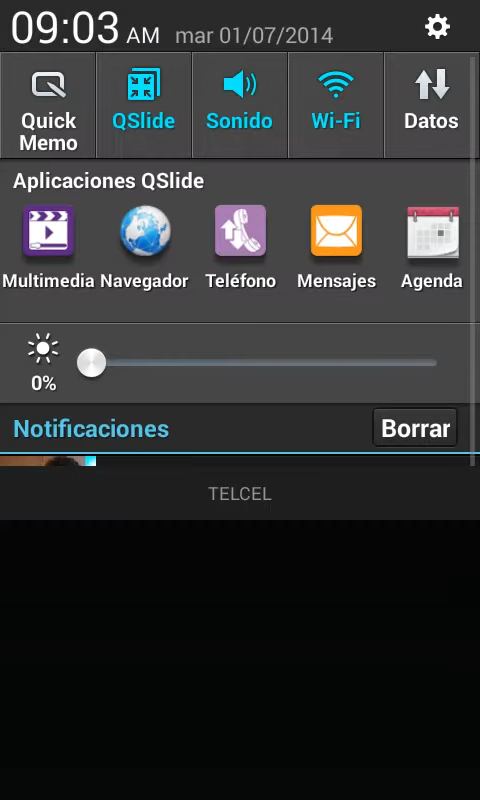 09:03 AM mar 01/07/2014
Quick Memo QSlide Sonido Wi-Fi Datos
Aplicaciones QSlide
Multimedia Navegador Teléfono Mensajes Agenda
0%
Notificaciones Borrar
TELCEL